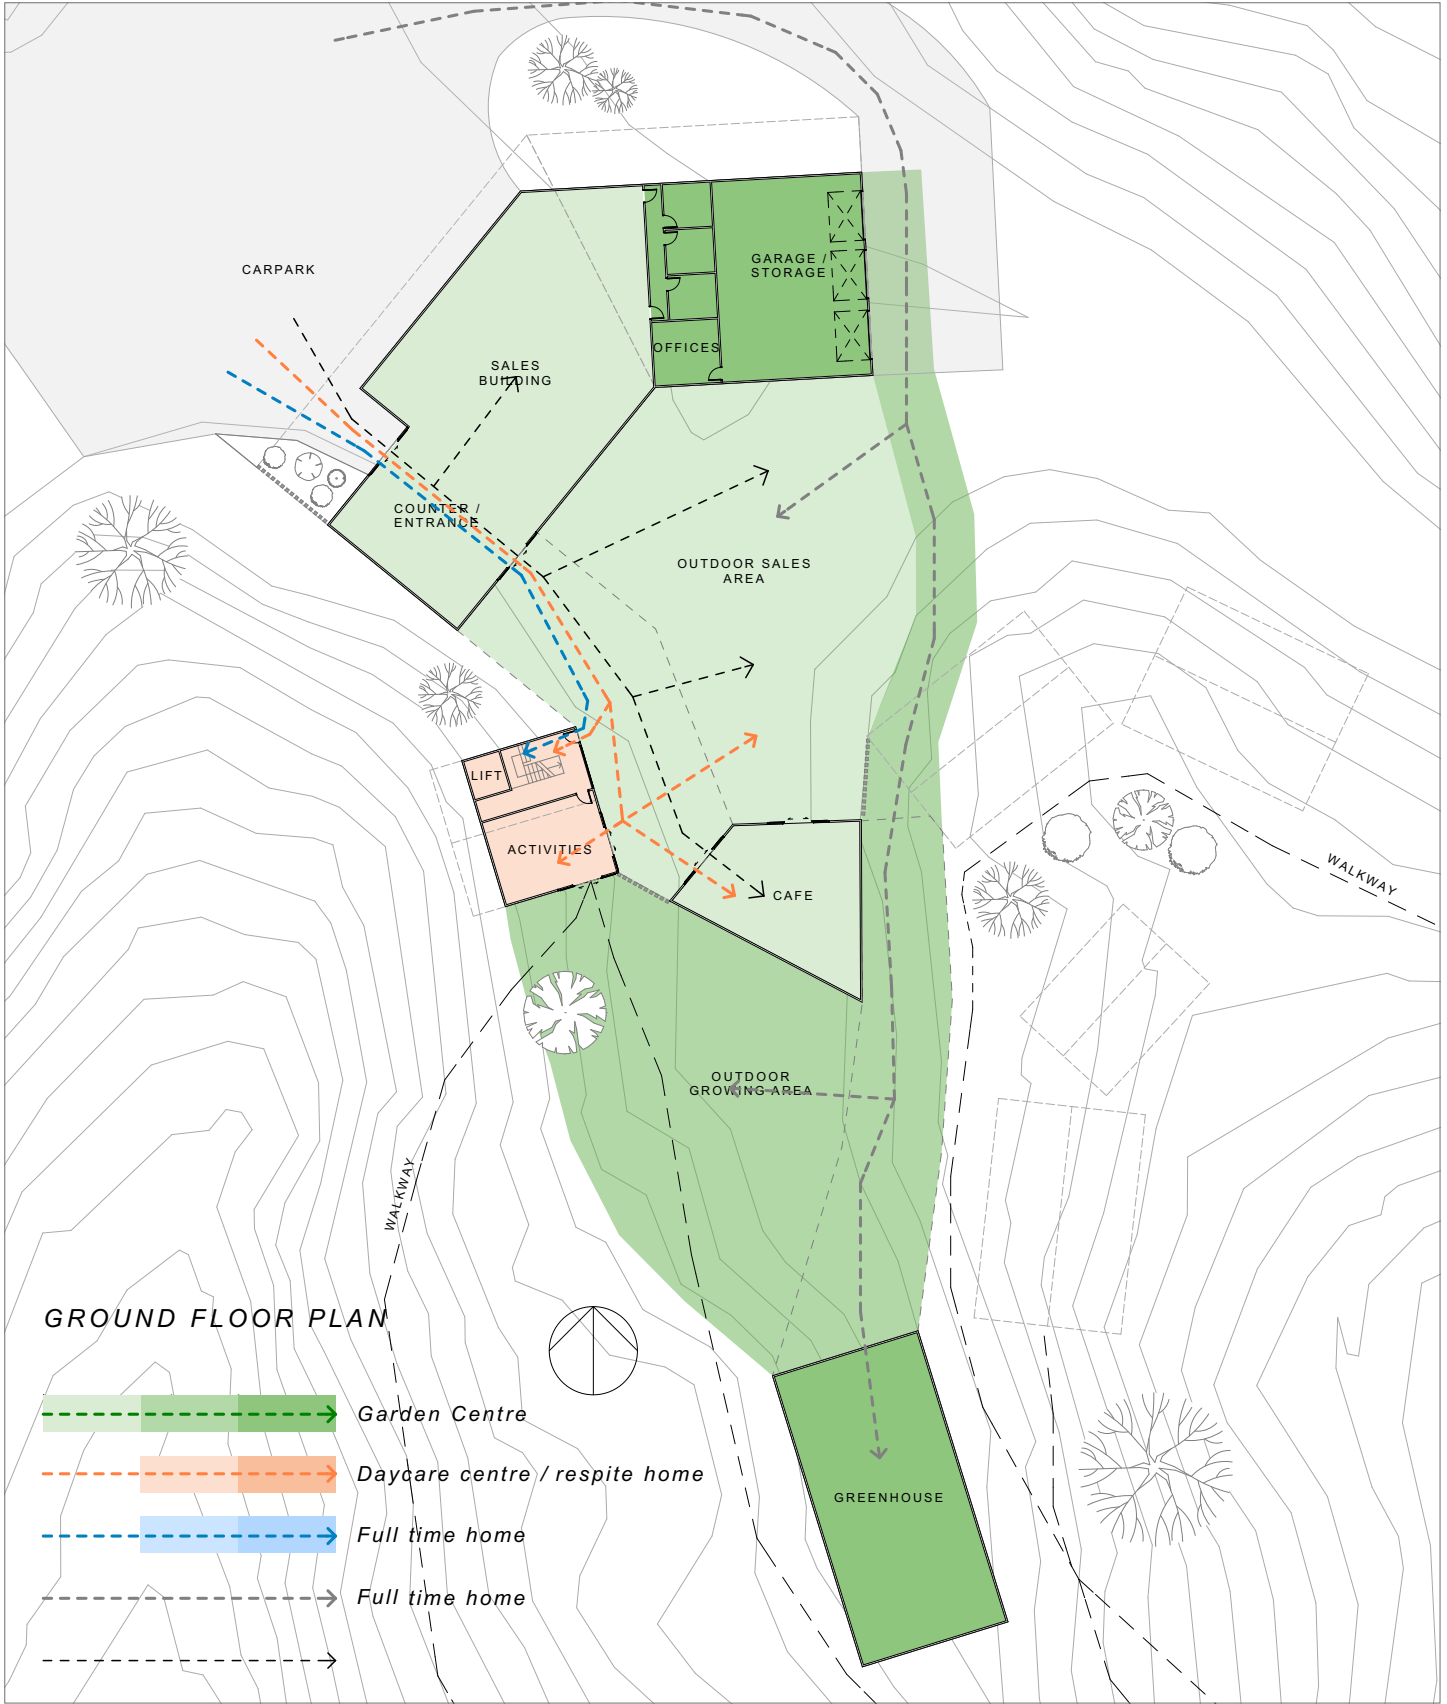 CARPARK
GARAGE /
STORAGE
OFFICES
SALES
BUILDING
COUNTER /
ENTRANCE
OUTDOOR SALES
AREA
LIFT
ACTIVITIES
CAFE
WALKWAY
OUTDOOR
GROWING AREA
WALKWAY
GROUND FLOOR PLAN
Garden Centre
Daycare centre / respite home
Full time home
Full time home
GREENHOUSE